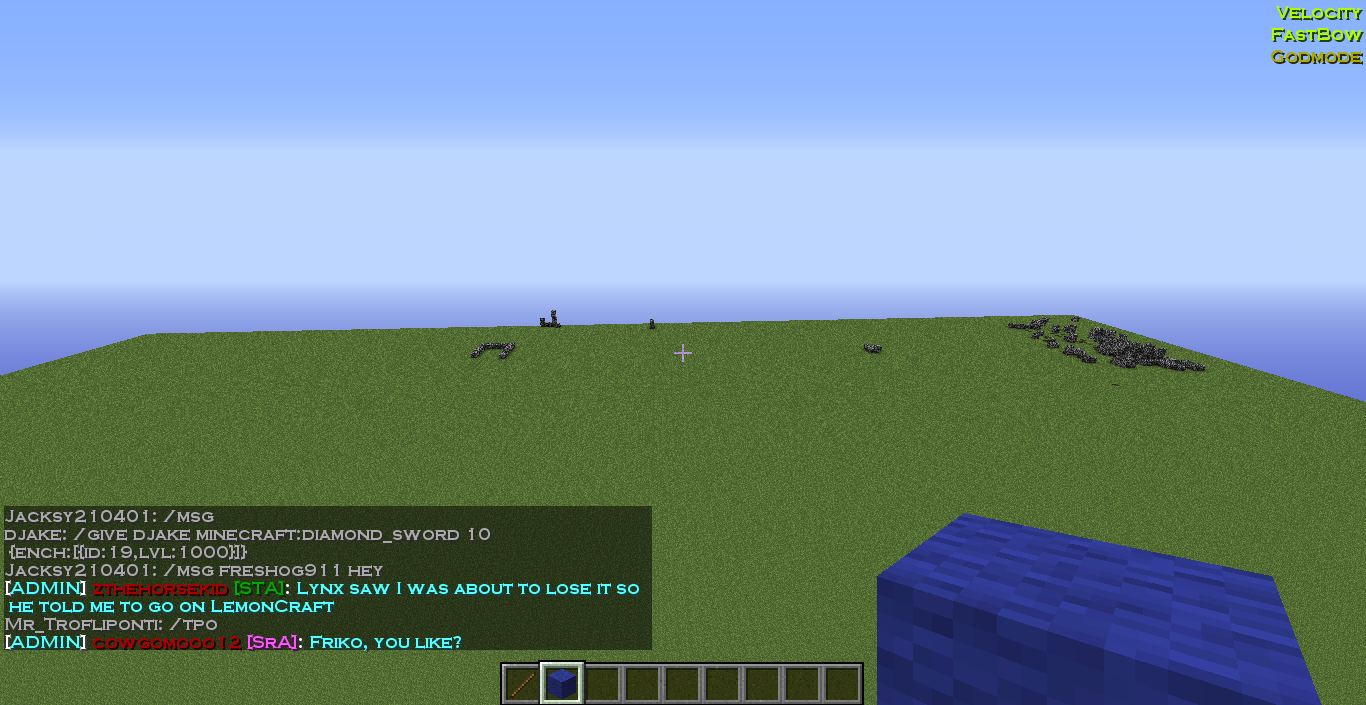 Velocity
FastBow
Godmode
Jacksy210401: /msg
djake: /give djake minecraft:diamond_sword 10
{ench:[{id:19,lvl:1000}]}
Jacksy210401: /msg freshog911 hey
[ADMIN] zthehorsekid [STA]: Lynx saw I was about to lose it so
he told me to go on LemonCraft
Mr_Trofliponti: /tpo
[ADMIN] cowgomooo12 [SrA]: Friko, you like?